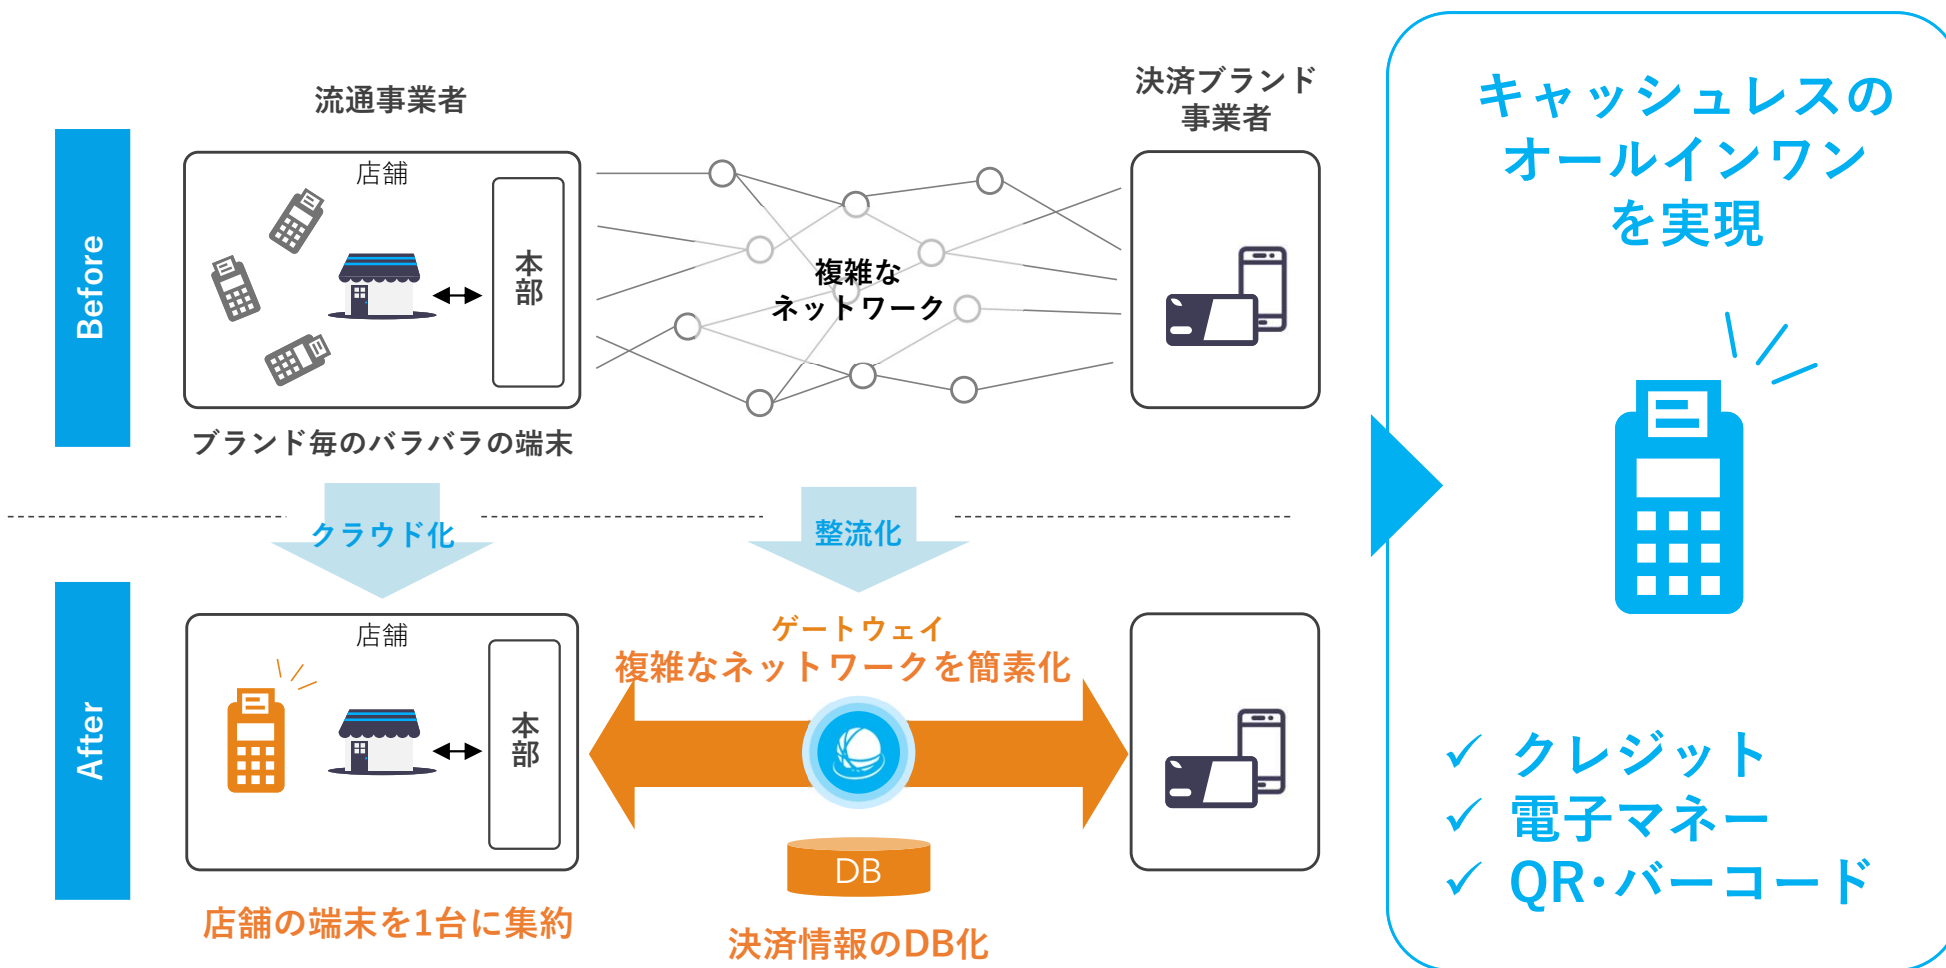 流通事業者
決済ブランド
事業者
Before
店舗
本部
複雑な
ネットワーク
ブランド毎のバラバラの端末
クラウド化
整流化
After
店舗
本部
ゲートウェイ
複雑なネットワークを簡素化
DB
店舗の端末を1台に集約
決済情報のDB化
キャッシュレスの
オールインワン
を実現
✓ クレジット
✓ 電子マネー
✓ QR・バーコード